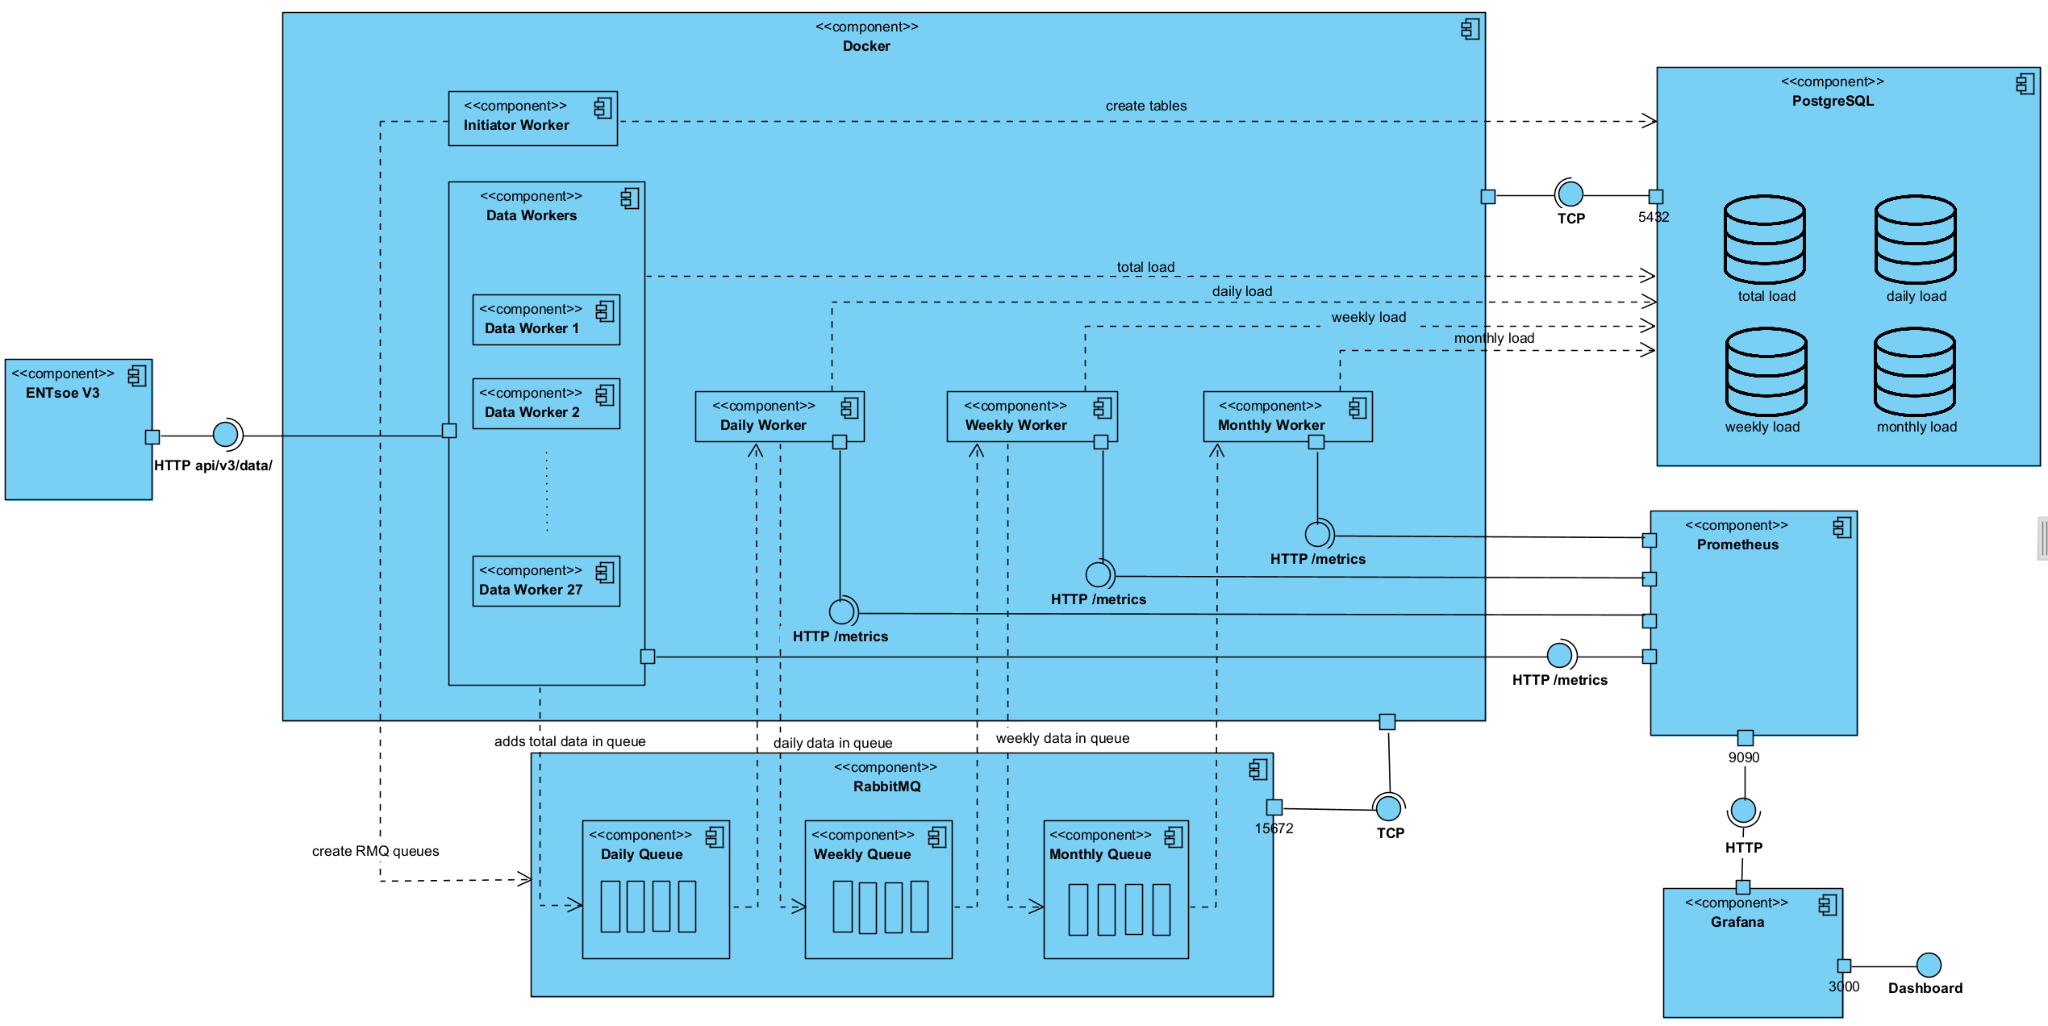 <<component>>
Docker
<<component>>
Initiator Worker
create tables
<<component>>
PostgreSQL
<<component>>
Data Workers
TCP
5432
total load
daily load
weekly load
monthly load
total load
daily load
weekly load
monthly load
<<component>>
Data Worker 1
<<component>>
Data Worker 2
<<component>>
Data Worker 27
<<component>>
ENTsoe V3
HTTP api/v3/data/
<<component>>
Daily Worker
<<component>>
Weekly Worker
<<component>>
Monthly Worker
HTTP /metrics
HTTP /metrics
HTTP /metrics
HTTP /metrics
<<component>>
Prometheus
9090
HTTP
adds total data in queue
daily data in queue
weekly data in queue
<<component>>
RabbitMQ
15672
TCP
create RMQ queues
<<component>>
Daily Queue
<<component>>
Weekly Queue
<<component>>
Monthly Queue
<<component>>
Grafana
3000
Dashboard